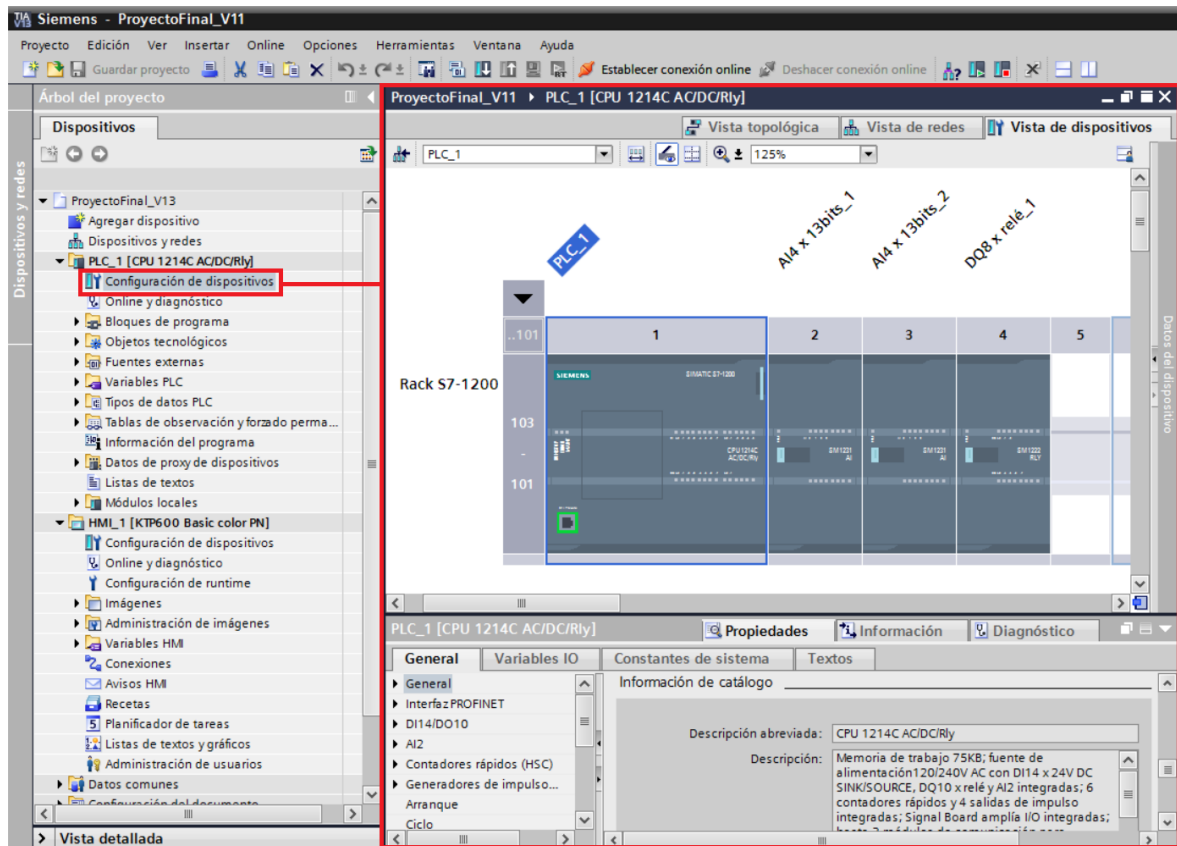 Siemens - ProyectoFinal_V11
Proyecto Edición Ver Insertar Online Opciones Herramientas Ventana Ayuda
Guardar proyecto Establecer conexión online Deshacer conexión online
Árbol del proyecto
Dispositivos
Dispositivos y redes
ProyectoFinal_V13
Agregar dispositivo
Dispositivos y redes
PLC_1 [CPU 1214C AC/DC/Rly]
Configuración de dispositivos
Online y diagnóstico
Bloques de programa
Objetos tecnológicos
Fuentes externas
Variables PLC
Tipos de datos PLC
Tablas de observación y forzado perma...
Información del programa
Datos de proxy de dispositivos
Listas de textos
Módulos locales
HMI_1 [KTP600 Basic color PN]
Configuración de dispositivos
Online y diagnóstico
Configuración de runtime
Imágenes
Administración de imágenes
Variables HMI
Conexiones
Avisos HMI
Recetas
Planificador de tareas
Listas de textos y gráficos
Administración de usuarios
Datos comunes
Configuración del documento
Vista detallada
ProyectoFinal_V11 PLC_1 [CPU 1214C AC/DC/Rly]
Vista topológica Vista de redes Vista de dispositivos
PLC_1 125%
PLC_1 AI4 x 13bits_1 AI4 x 13bits_2 DQ8 x relé_1
..101 1 2 3 4 5
Rack S7-1200
SIEMENS SIMATIC S7-1200
103
-
101
CPU 1214C
AC/DC/Rly
SM 1231
AI
SM 1231
AI
SM 1222
RLY
Datos del dispositivo
PLC_1 [CPU 1214C AC/DC/Rly]
Propiedades Información Diagnóstico
General Variables IO Constantes de sistema Textos
General
Interfaz PROFINET
DI14/DO10
AI2
Contadores rápidos (HSC)
Generadores de impulso...
Arranque
Ciclo
Información de catálogo
Descripción abreviada: CPU 1214C AC/DC/Rly
Descripción: Memoria de trabajo 75KB; fuente de
alimentación120/240V AC con DI14 x 24V DC
SINK/SOURCE, DQ10 x relé y AI2 integradas; 6
contadores rápidos y 4 salidas de impulso
integradas; Signal Board amplía I/O integradas;